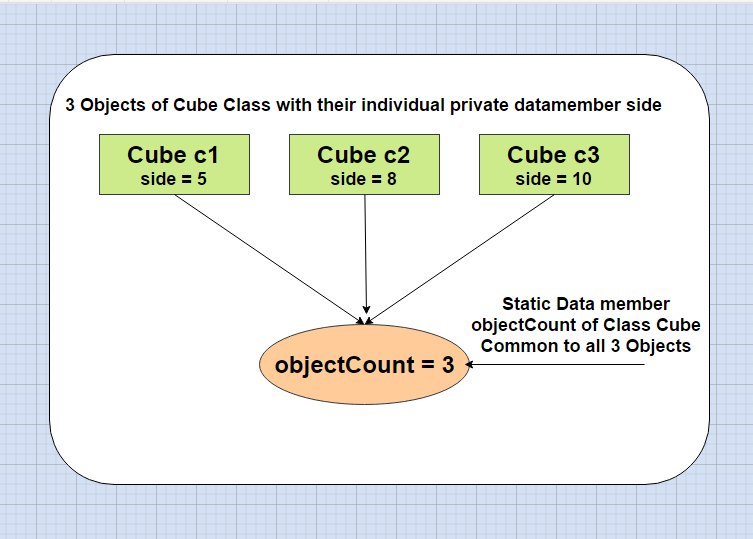 3 Objects of Cube Class with their individual private datamember side
Cube c1
side = 5
Cube c2
side = 8
Cube c3
side = 10
Static Data member
objectCount of Class Cube
Common to all 3 Objects
objectCount = 3